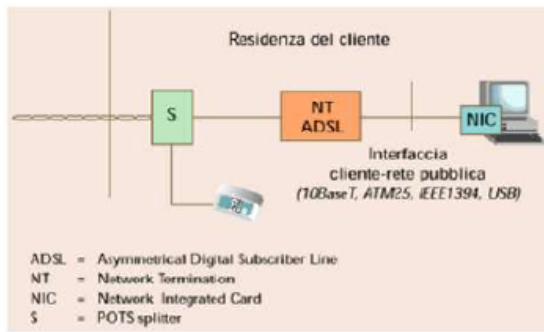 Residenza del cliente
S
NT
ADSL
NIC
Interfaccia
cliente-rete pubblica
(10BaseT, ATM25, IEEE1394, USB)
ADSL = Asymmetrical Digital Subscriber Line
NT = Network Termination
NIC = Network Integrated Card
S = POTS splitter